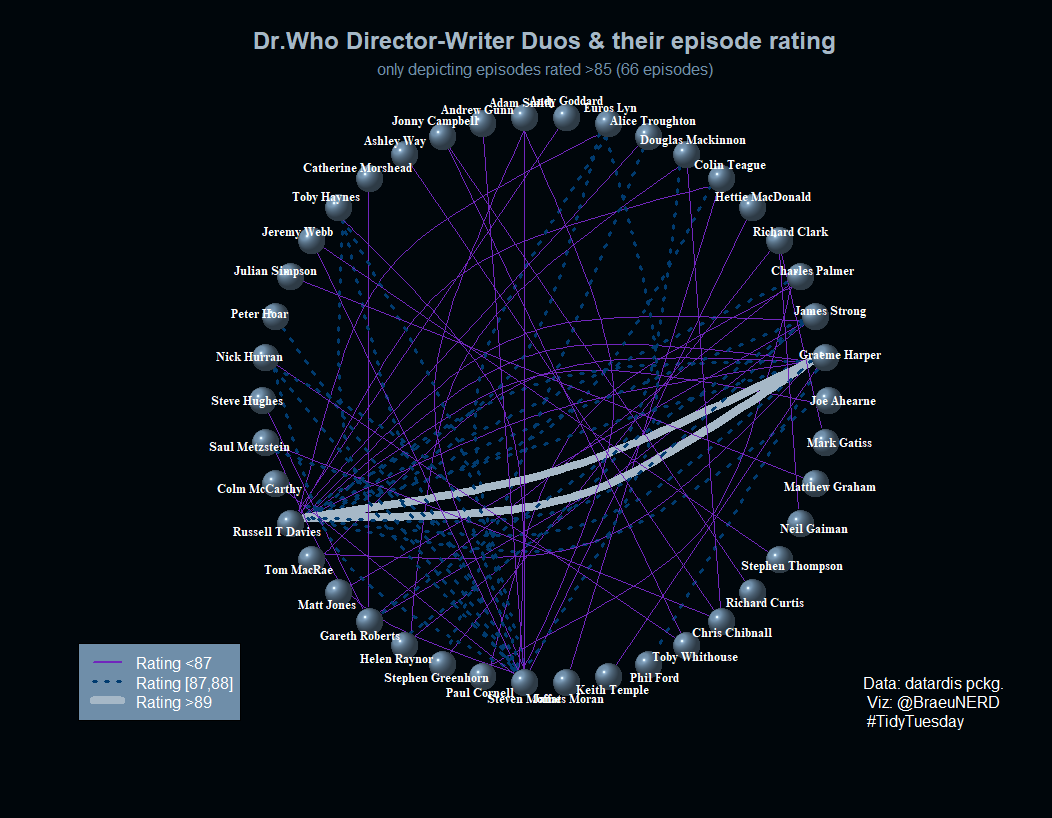 Dr.Who Director-Writer Duos & their episode rating
only depicting episodes rated >85 (66 episodes)
Adam Smith
Andy Goddard
Andrew Gunn
Euros Lyn
Jonny Campbell
Alice Troughton
Ashley Way
Douglas Mackinnon
Catherine Morshead
Colin Teague
Toby Haynes
Hettie MacDonald
Jeremy Webb
Richard Clark
Julian Simpson
Charles Palmer
Peter Hoar
James Strong
Nick Hurran
Graeme Harper
Steve Hughes
Joe Ahearne
Saul Metzstein
Mark Gatiss
Colm McCarthy
Matthew Graham
Russell T Davies
Neil Gaiman
Tom MacRae
Stephen Thompson
Matt Jones
Richard Curtis
Gareth Roberts
Chris Chibnall
Helen Raynor
Toby Whithouse
Stephen Greenhorn
Phil Ford
Paul Cornell
Keith Temple
Steven Moffat
James Moran
Rating <87
Rating [87,88]
Rating >89
Data: datardis pckg.
Viz: @BraeuNERD
#TidyTuesday